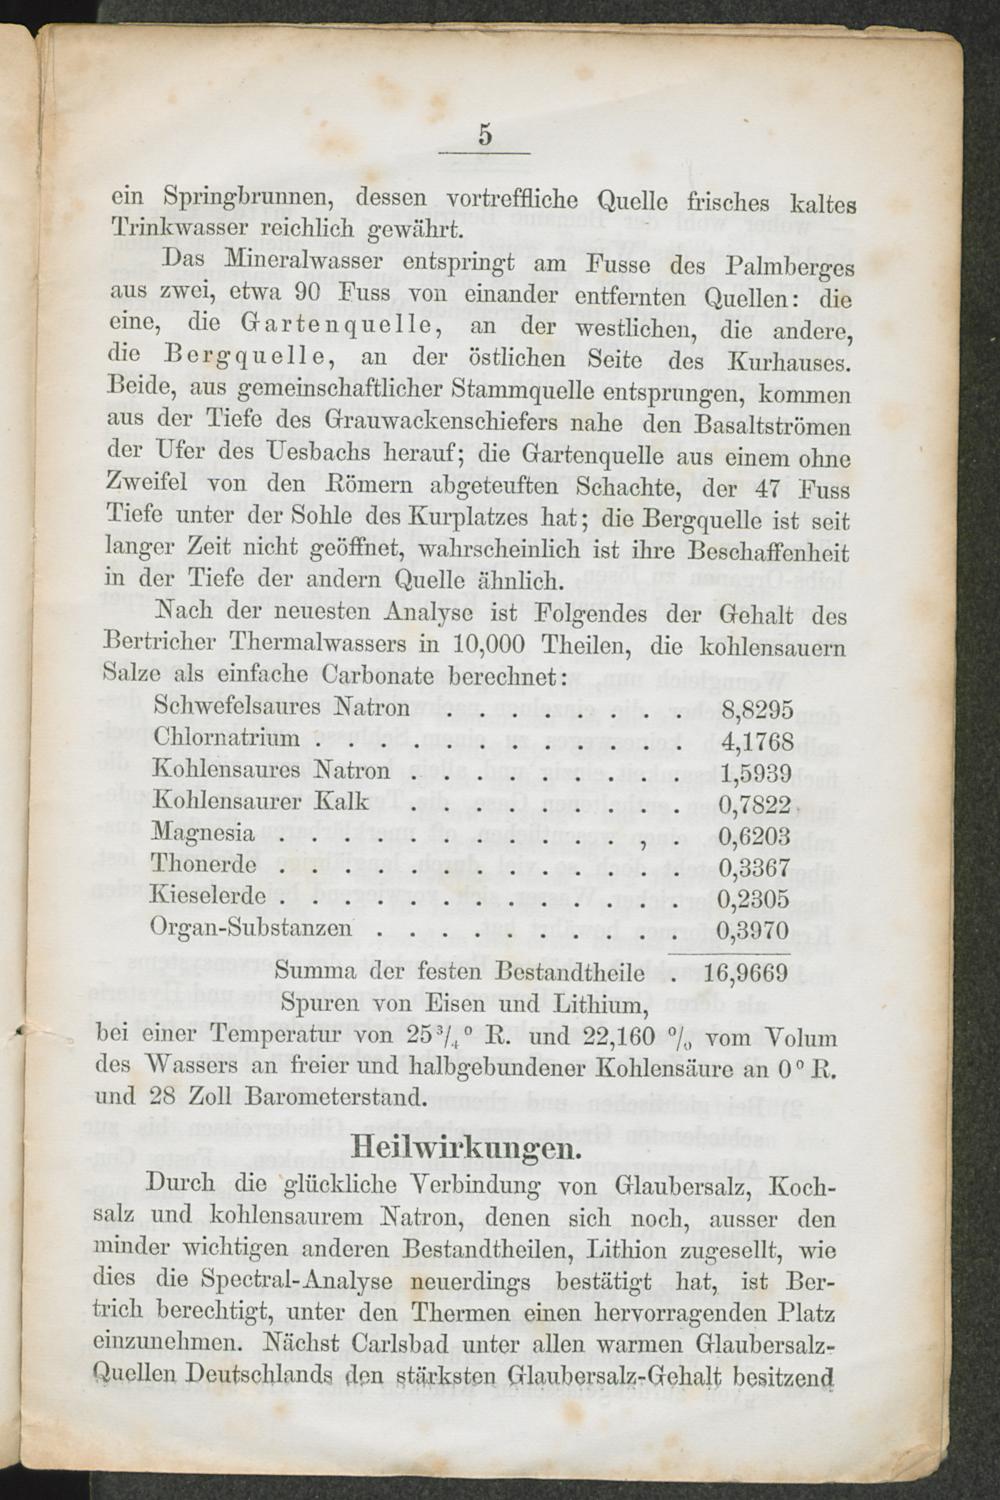 5
ein Springbrunnen, dessen vortreffliche Quelle frisches kaltes
Trinkwasser reichlich gewährt.
Das Mineralwasser entspringt am Fusse des Palmberges
aus zwei, etwa 90 Fuss von einander entfernten Quellen: die
eine, die Gartenquelle, an der westlichen, die andere,
die Bergquelle, an der östlichen Seite des Kurhauses.
Beide, aus gemeinschaftlicher Stammquelle entsprungen, kommen
aus der Tiefe des Grauwackenschiefers nahe den Basaltströmen
der Ufer des Uesbachs herauf; die Gartenquelle aus einem ohne
Zweifel von den Römern abgeteuften Schachte, der 47 Fuss
Tiefe unter der Sohle des Kurplatzes hat; die Bergquelle ist seit
langer Zeit nicht geöffnet, wahrscheinlich ist ihre Beschaffenheit
in der Tiefe der andern Quelle ähnlich.
Nach der neuesten Analyse ist Folgendes der Gehalt des
Bertricher Thermalwassers in 10,000 Theilen, die kohlensauern
Salze als einfache Carbonate berechnet:
Schwefelsaures Natron . . . . . . . . 8,8295
Chlornatrium . . . . . . . . . . . . 4,1768
Kohlensaures Natron . . . . . . . . . 1,5939
Kohlensaurer Kalk . . . . . . . . . 0,7822
Magnesia . . . . . . . . . . . . , . 0,6203
Thonerde . . . . . . . . . . . . . 0,3367
Kieselerde . . . . . . . . . . . . . 0,2305
Organ-Substanzen . . . . . . . . . . 0,3970
Summa der festen Bestandtheile . 16,9669
Spuren von Eisen und Lithium,
bei einer Temperatur von 25 3/4° R. und 22,160 % vom Volum
des Wassers an freier und halbgebundener Kohlensäure an 0° R.
und 28 Zoll Barometerstand.
Heilwirkungen.
Durch die glückliche Verbindung von Glaubersalz, Koch-
salz und kohlensaurem Natron, denen sich noch, ausser den
minder wichtigen anderen Bestandtheilen, Lithion zugesellt, wie
dies die Spectral-Analyse neuerdings bestätigt hat, ist Ber-
trich berechtigt, unter den Thermen einen hervorragenden Platz
einzunehmen. Nächst Carlsbad unter allen warmen Glaubersalz-
Quellen Deutschlands den stärksten Glaubersalz-Gehalt besitzend